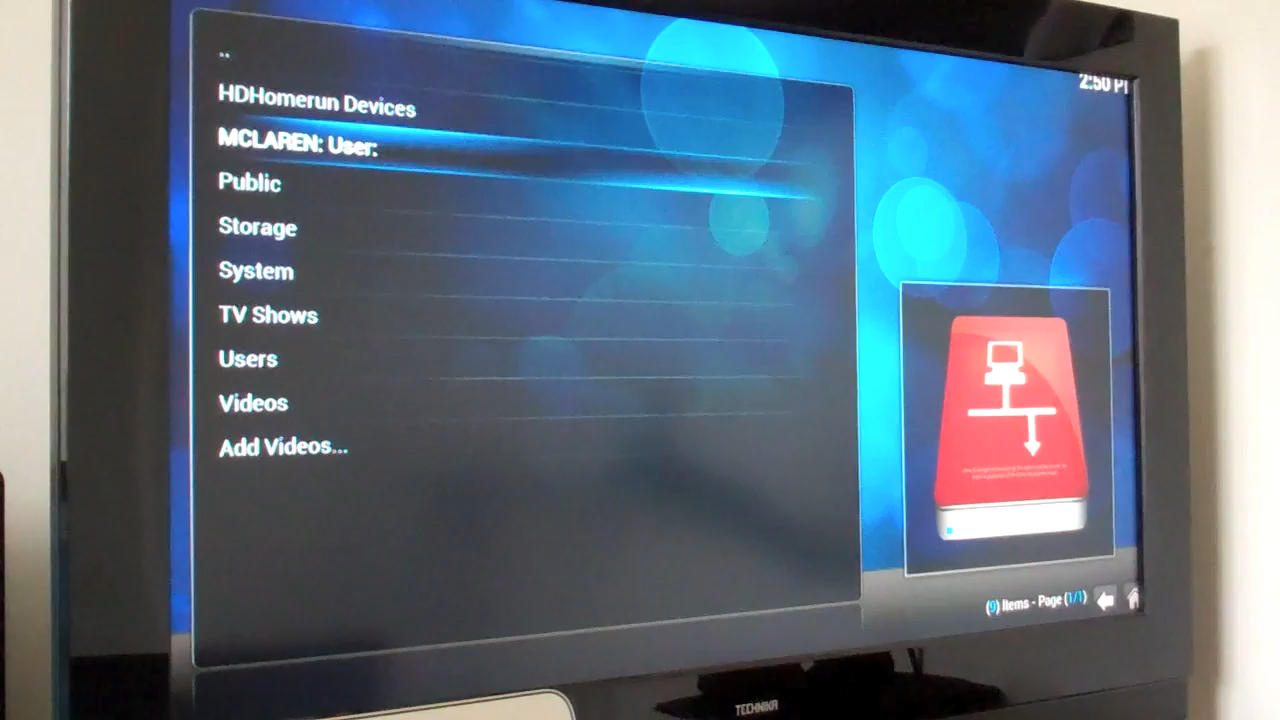 ..
2:50 P
HDHomerun Devices
MCLAREN: User:
Public
Storage
System
TV Shows
Users
Videos
Add Videos...
(9) Items - Page (1/1)
TECHNIKA